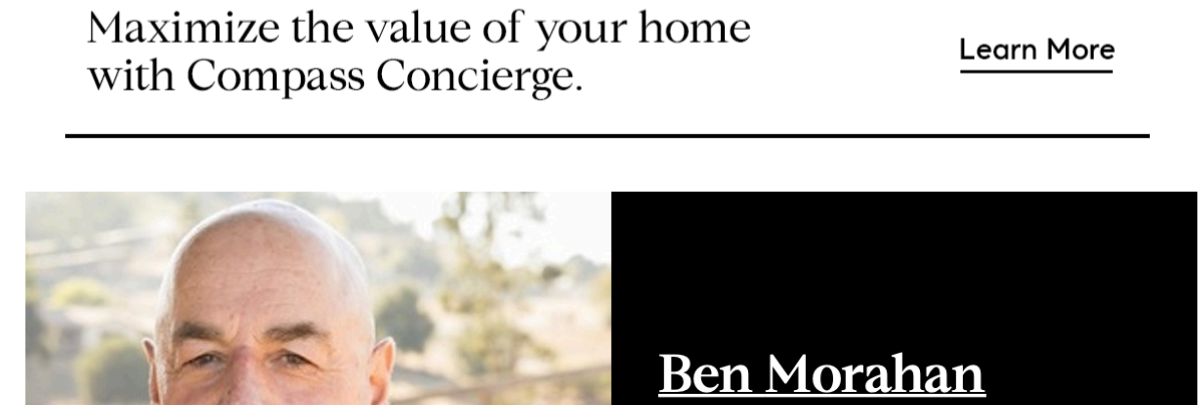 Maximize the value of your home
with Compass Concierge.
Learn More
Ben Morahan